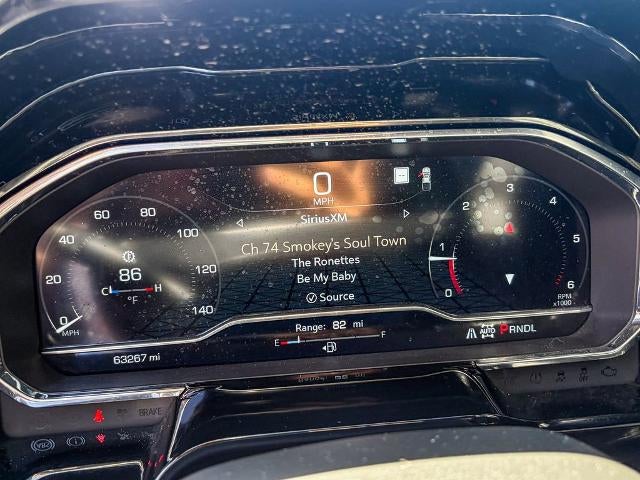 0
MPH
SiriusXM
Ch 74 Smokey's Soul Town
The Ronettes
Be My Baby
Source
0 20 40 60 80 100 120 140
MPH
86
C H
°F
0 1 2 3 4 5 6
RPM
x1000
Range: 82 mi
E F
63267 mi
AUTO
PRNDL
BRAKE